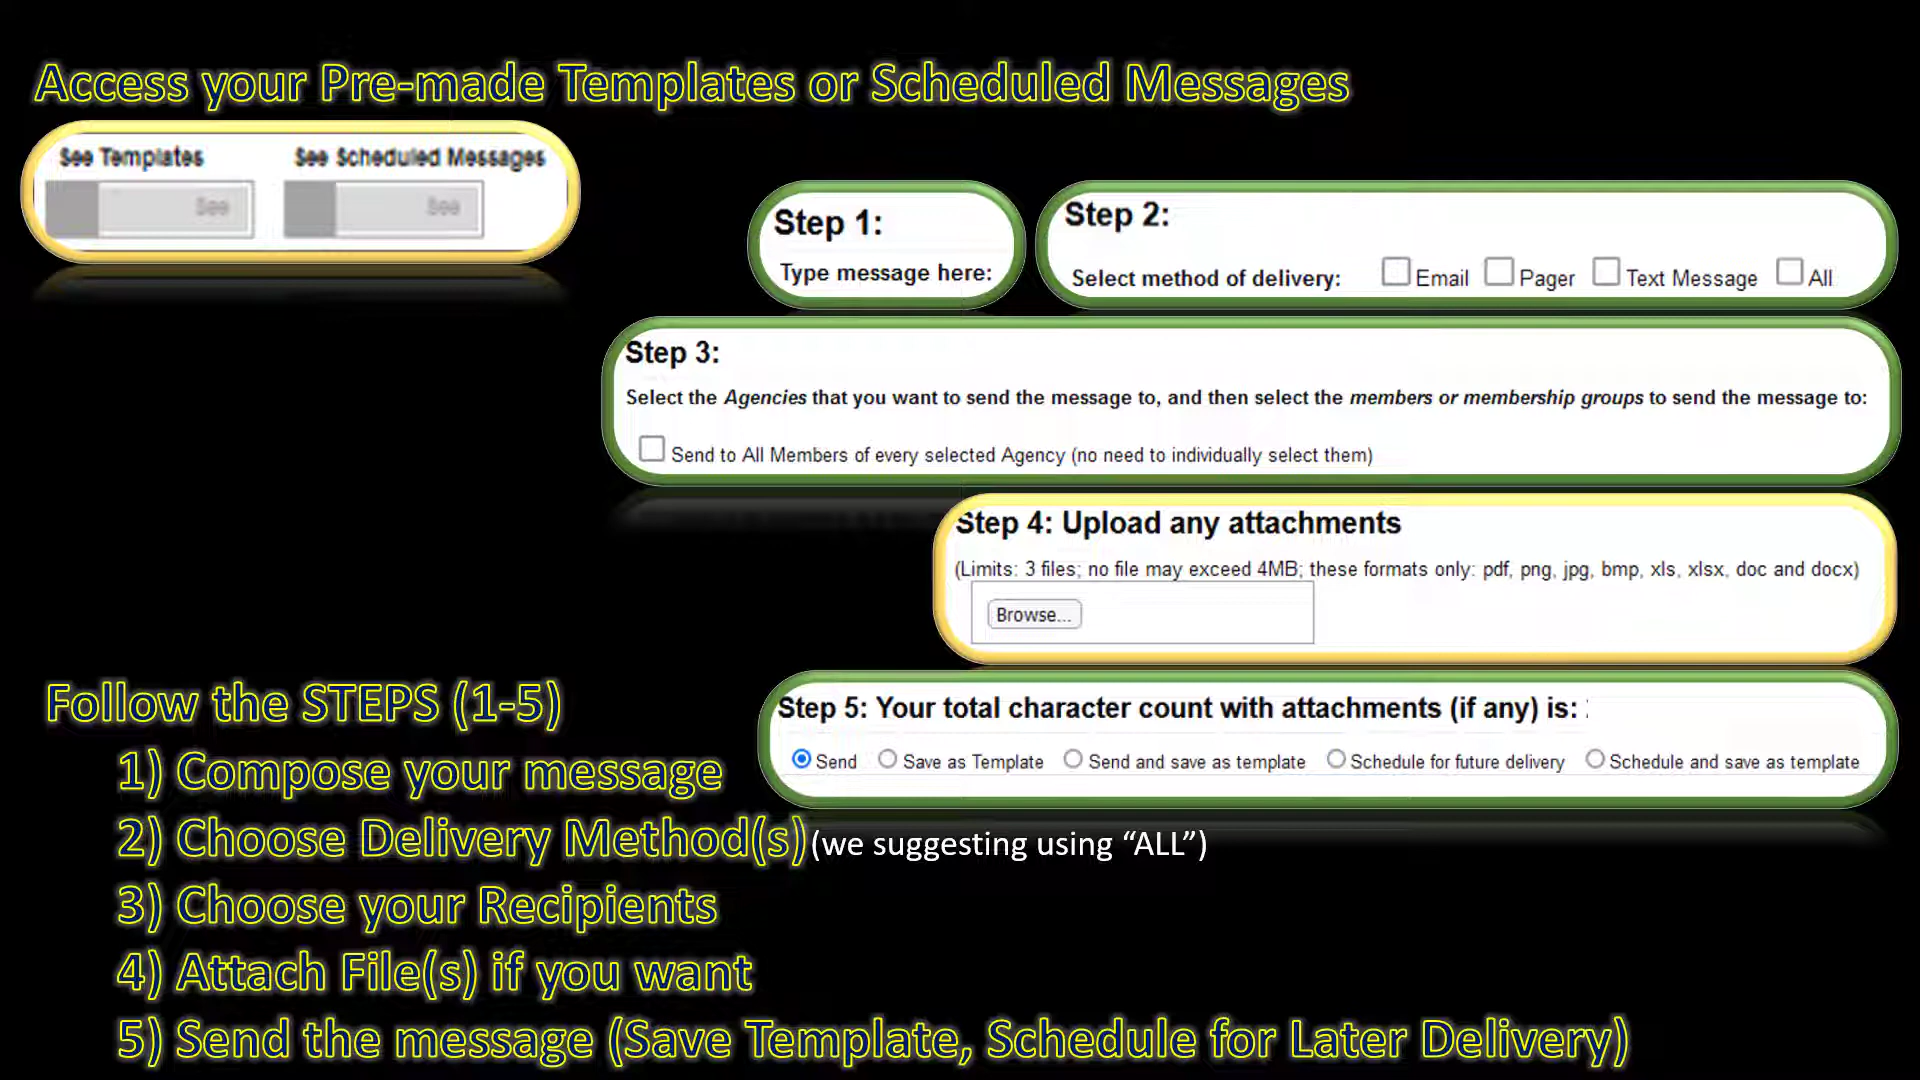 Access your Pre-made Templates or Scheduled Messages
See Templates
See Scheduled Messages
See
See
Step 1:
Type message here:
Step 2:
Select method of delivery:
Email
Pager
Text Message
All
Step 3:
Select the Agencies that you want to send the message to, and then select the members or membership groups to send the message to:
Send to All Members of every selected Agency (no need to individually select them)
Step 4: Upload any attachments
(Limits: 3 files; no file may exceed 4MB; these formats only: pdf, png, jpg, bmp, xls, xlsx, doc and docx)
Browse...
Step 5: Your total character count with attachments (if any) is:
Send
Save as Template
Send and save as template
Schedule for future delivery
Schedule and save as template
Follow the STEPS (1-5)
1) Compose your message
2) Choose Delivery Method(s) (we suggesting using “ALL”)
3) Choose your Recipients
4) Attach File(s) if you want
5) Send the message (Save Template, Schedule for Later Delivery)